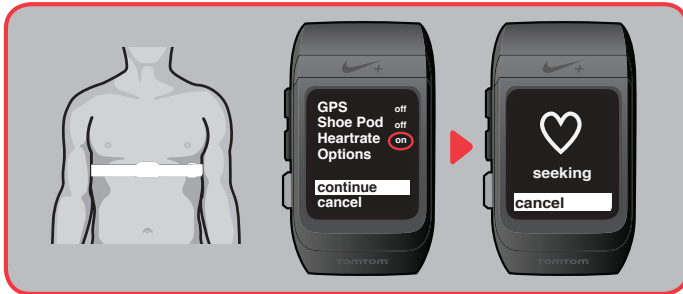 GPS off
Shoe Pod off
Heartrate on
Options
continue
cancel
TOMTOM
seeking
cancel
TOMTOM